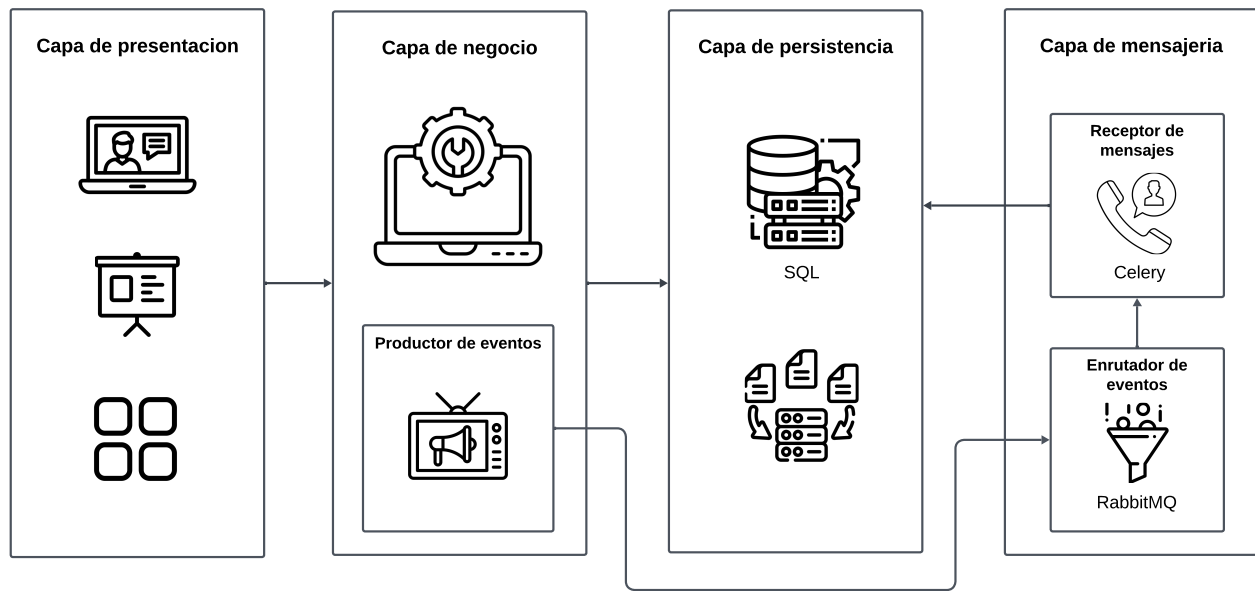 Capa de presentacion
Capa de negocio
Productor de eventos
Capa de persistencia
SQL
Capa de mensajeria
Receptor de
mensajes
Celery
Enrutador de
eventos
RabbitMQ